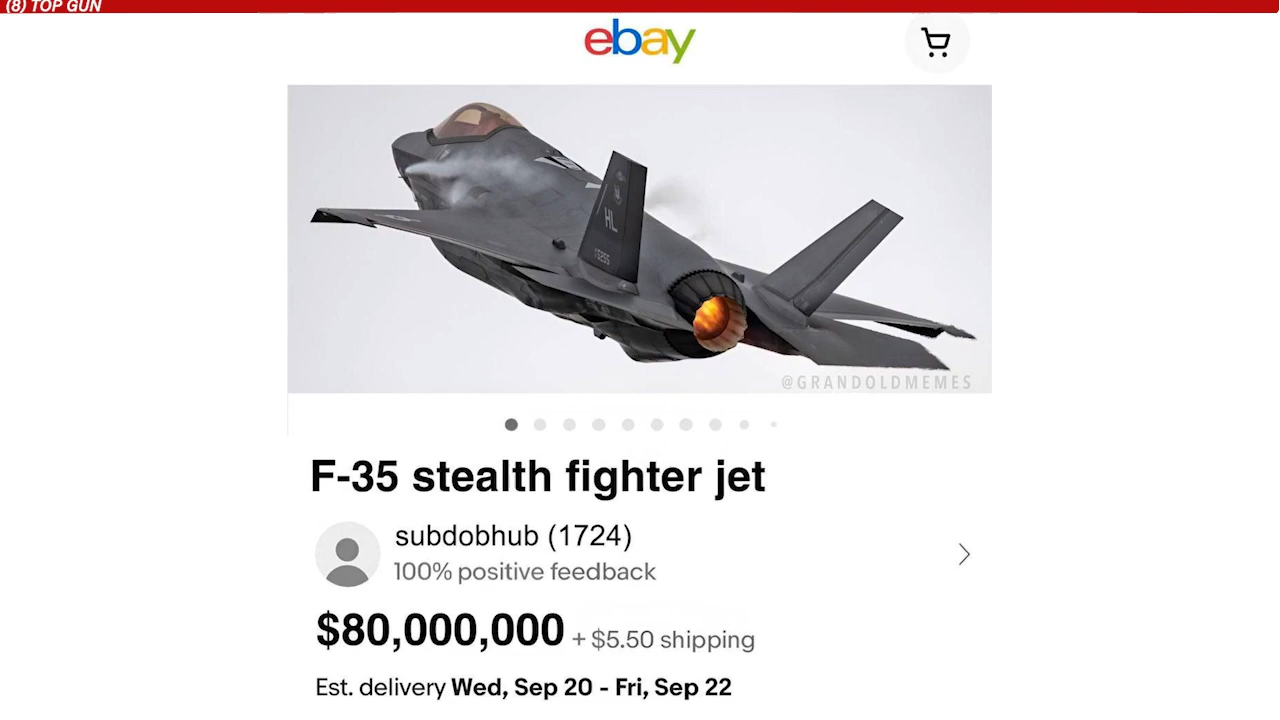 (8) TOP GUN
ebay
HL
@GRANDOLDMEMES
F-35 stealth fighter jet
subdobhub (1724)
100% positive feedback
$80,000,000 + $5.50 shipping
Est. delivery Wed, Sep 20 - Fri, Sep 22